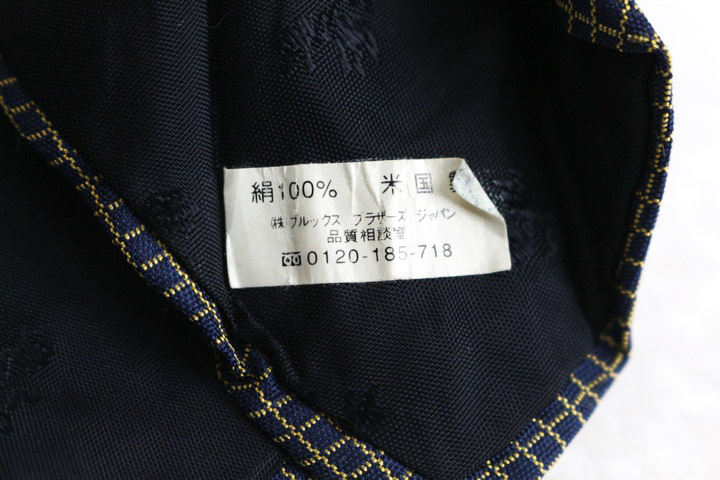 絹100% 米国
(株)ブルックス ブラザーズ ジャパン
品質相談室
0120-185-718